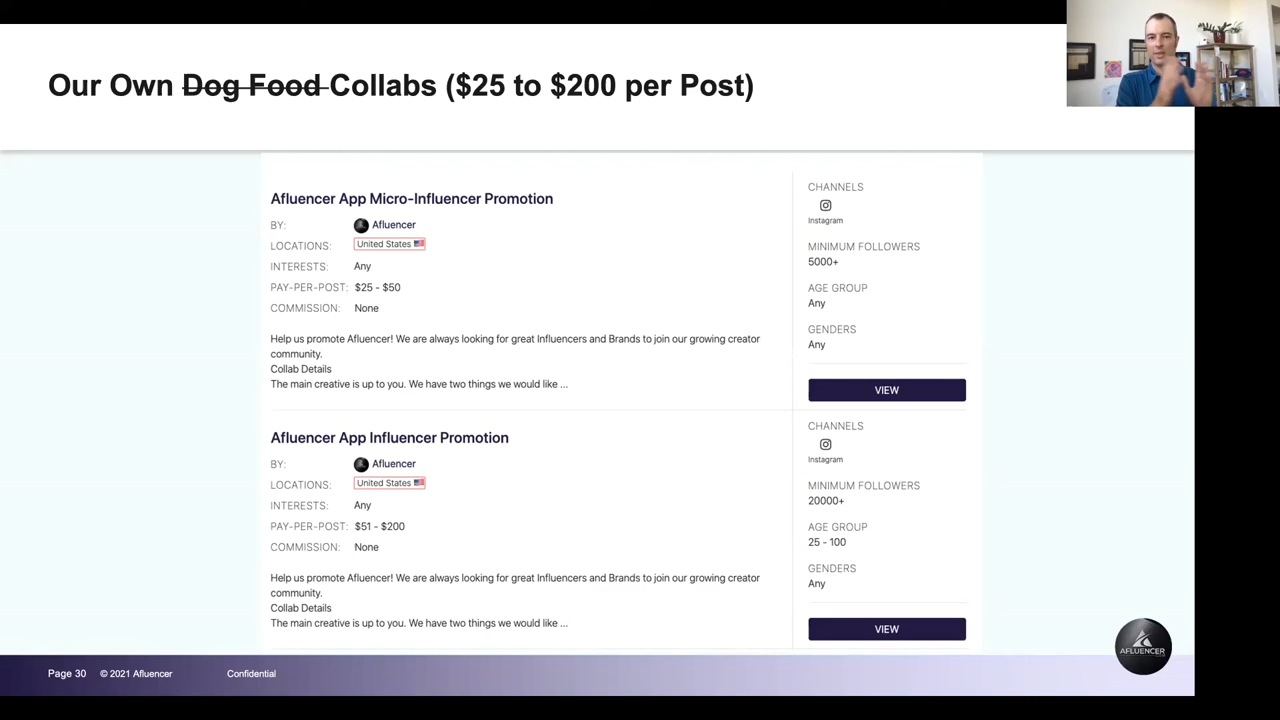 Our Own Dog Food Collabs ($25 to $200 per Post)
Afluencer App Micro-Influencer Promotion
BY: Afluencer
LOCATIONS: United States
INTERESTS: Any
PAY-PER-POST: $25 - $50
COMMISSION: None
Help us promote Afluencer! We are always looking for great Influencers and Brands to join our growing creator
community.
Collab Details
The main creative is up to you. We have two things we would like ...
CHANNELS
Instagram
MINIMUM FOLLOWERS
5000+
AGE GROUP
Any
GENDERS
Any
VIEW
Afluencer App Influencer Promotion
BY: Afluencer
LOCATIONS: United States
INTERESTS: Any
PAY-PER-POST: $51 - $200
COMMISSION: None
Help us promote Afluencer! We are always looking for great Influencers and Brands to join our growing creator
community.
Collab Details
The main creative is up to you. We have two things we would like ...
CHANNELS
Instagram
MINIMUM FOLLOWERS
20000+
AGE GROUP
25 - 100
GENDERS
Any
VIEW
AFLUENCER
Page 30 © 2021 Afluencer Confidential